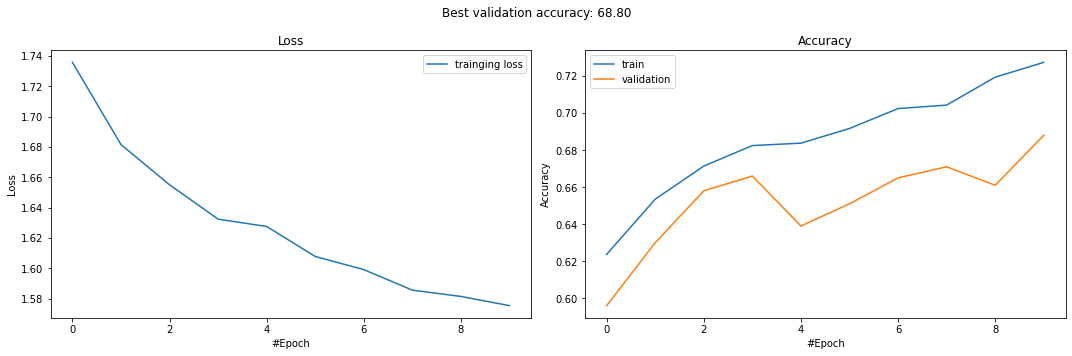 Best validation accuracy: 68.80
Loss
trainging loss
1.74
1.72
1.70
1.68
1.66
1.64
1.62
1.60
1.58
Loss
0 2 4 6 8
#Epoch
Accuracy
train
validation
0.72
0.70
0.68
0.66
0.64
0.62
0.60
Accuracy
0 2 4 6 8
#Epoch